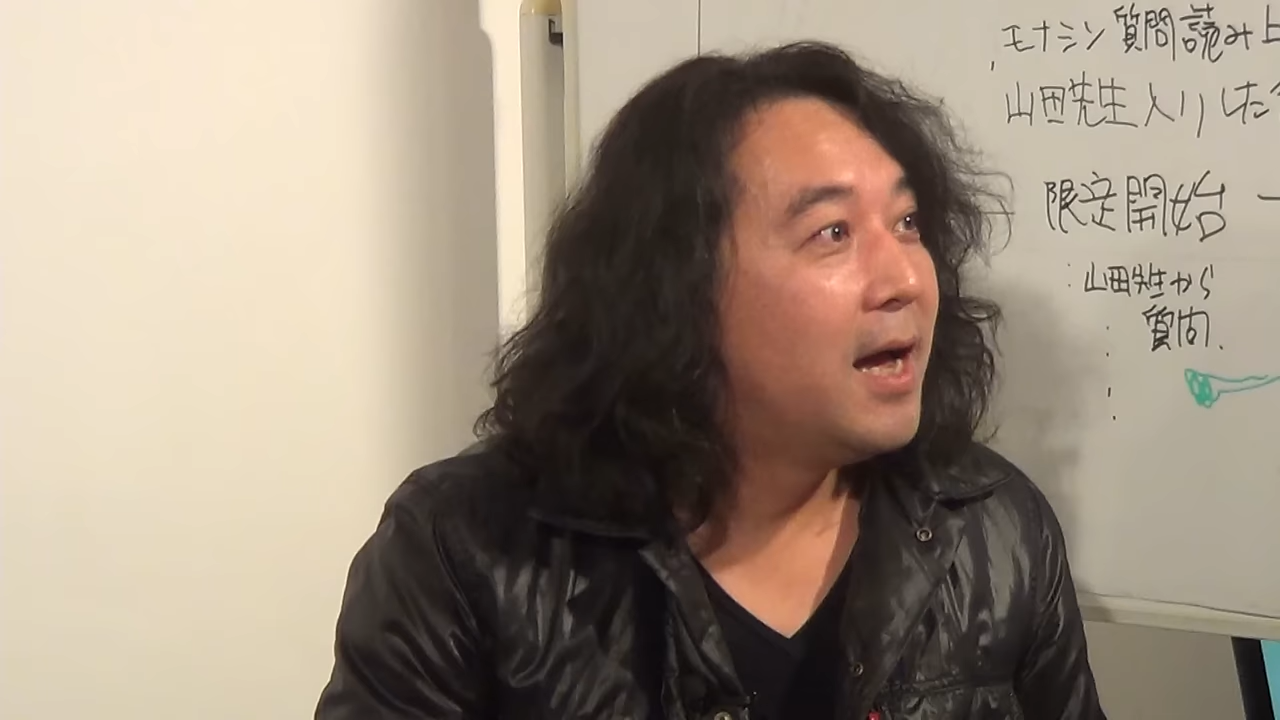 モナシン質問読み上
山田先生入りした
限定開始 ー
山田先生から
質問